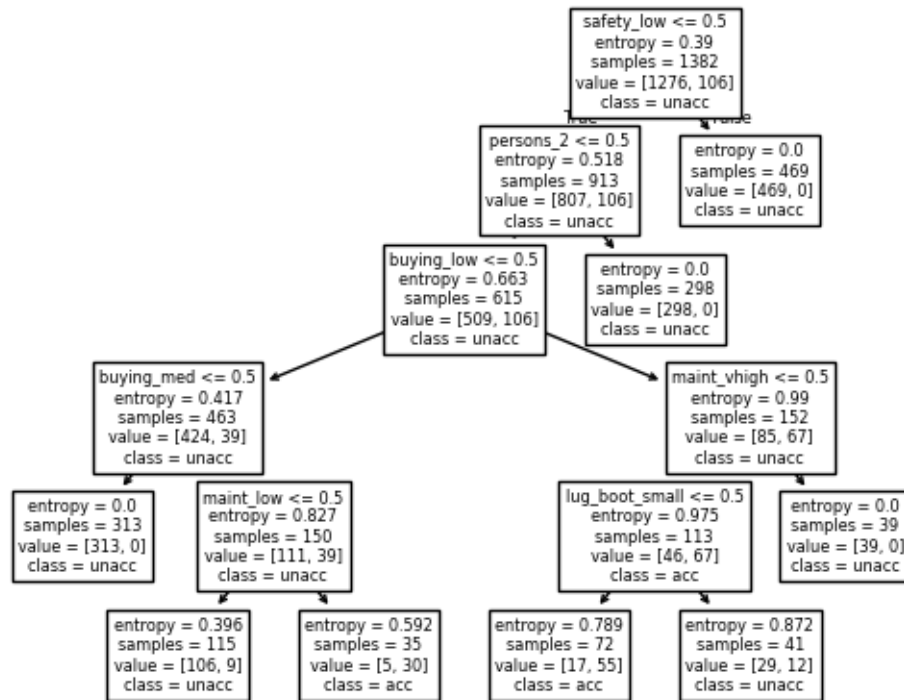 safety_low <= 0.5
entropy = 0.39
samples = 1382
value = [1276, 106]
class = unacc
persons_2 <= 0.5
entropy = 0.518
samples = 913
value = [807, 106]
class = unacc
entropy = 0.0
samples = 469
value = [469, 0]
class = unacc
buying_low <= 0.5
entropy = 0.663
samples = 615
value = [509, 106]
class = unacc
entropy = 0.0
samples = 298
value = [298, 0]
class = unacc
buying_med <= 0.5
entropy = 0.417
samples = 463
value = [424, 39]
class = unacc
maint_vhigh <= 0.5
entropy = 0.99
samples = 152
value = [85, 67]
class = unacc
entropy = 0.0
samples = 313
value = [313, 0]
class = unacc
maint_low <= 0.5
entropy = 0.827
samples = 150
value = [111, 39]
class = unacc
lug_boot_small <= 0.5
entropy = 0.975
samples = 113
value = [46, 67]
class = acc
entropy = 0.0
samples = 39
value = [39, 0]
class = unacc
entropy = 0.396
samples = 115
value = [106, 9]
class = unacc
entropy = 0.592
samples = 35
value = [5, 30]
class = acc
entropy = 0.789
samples = 72
value = [17, 55]
class = acc
entropy = 0.872
samples = 41
value = [29, 12]
class = unacc